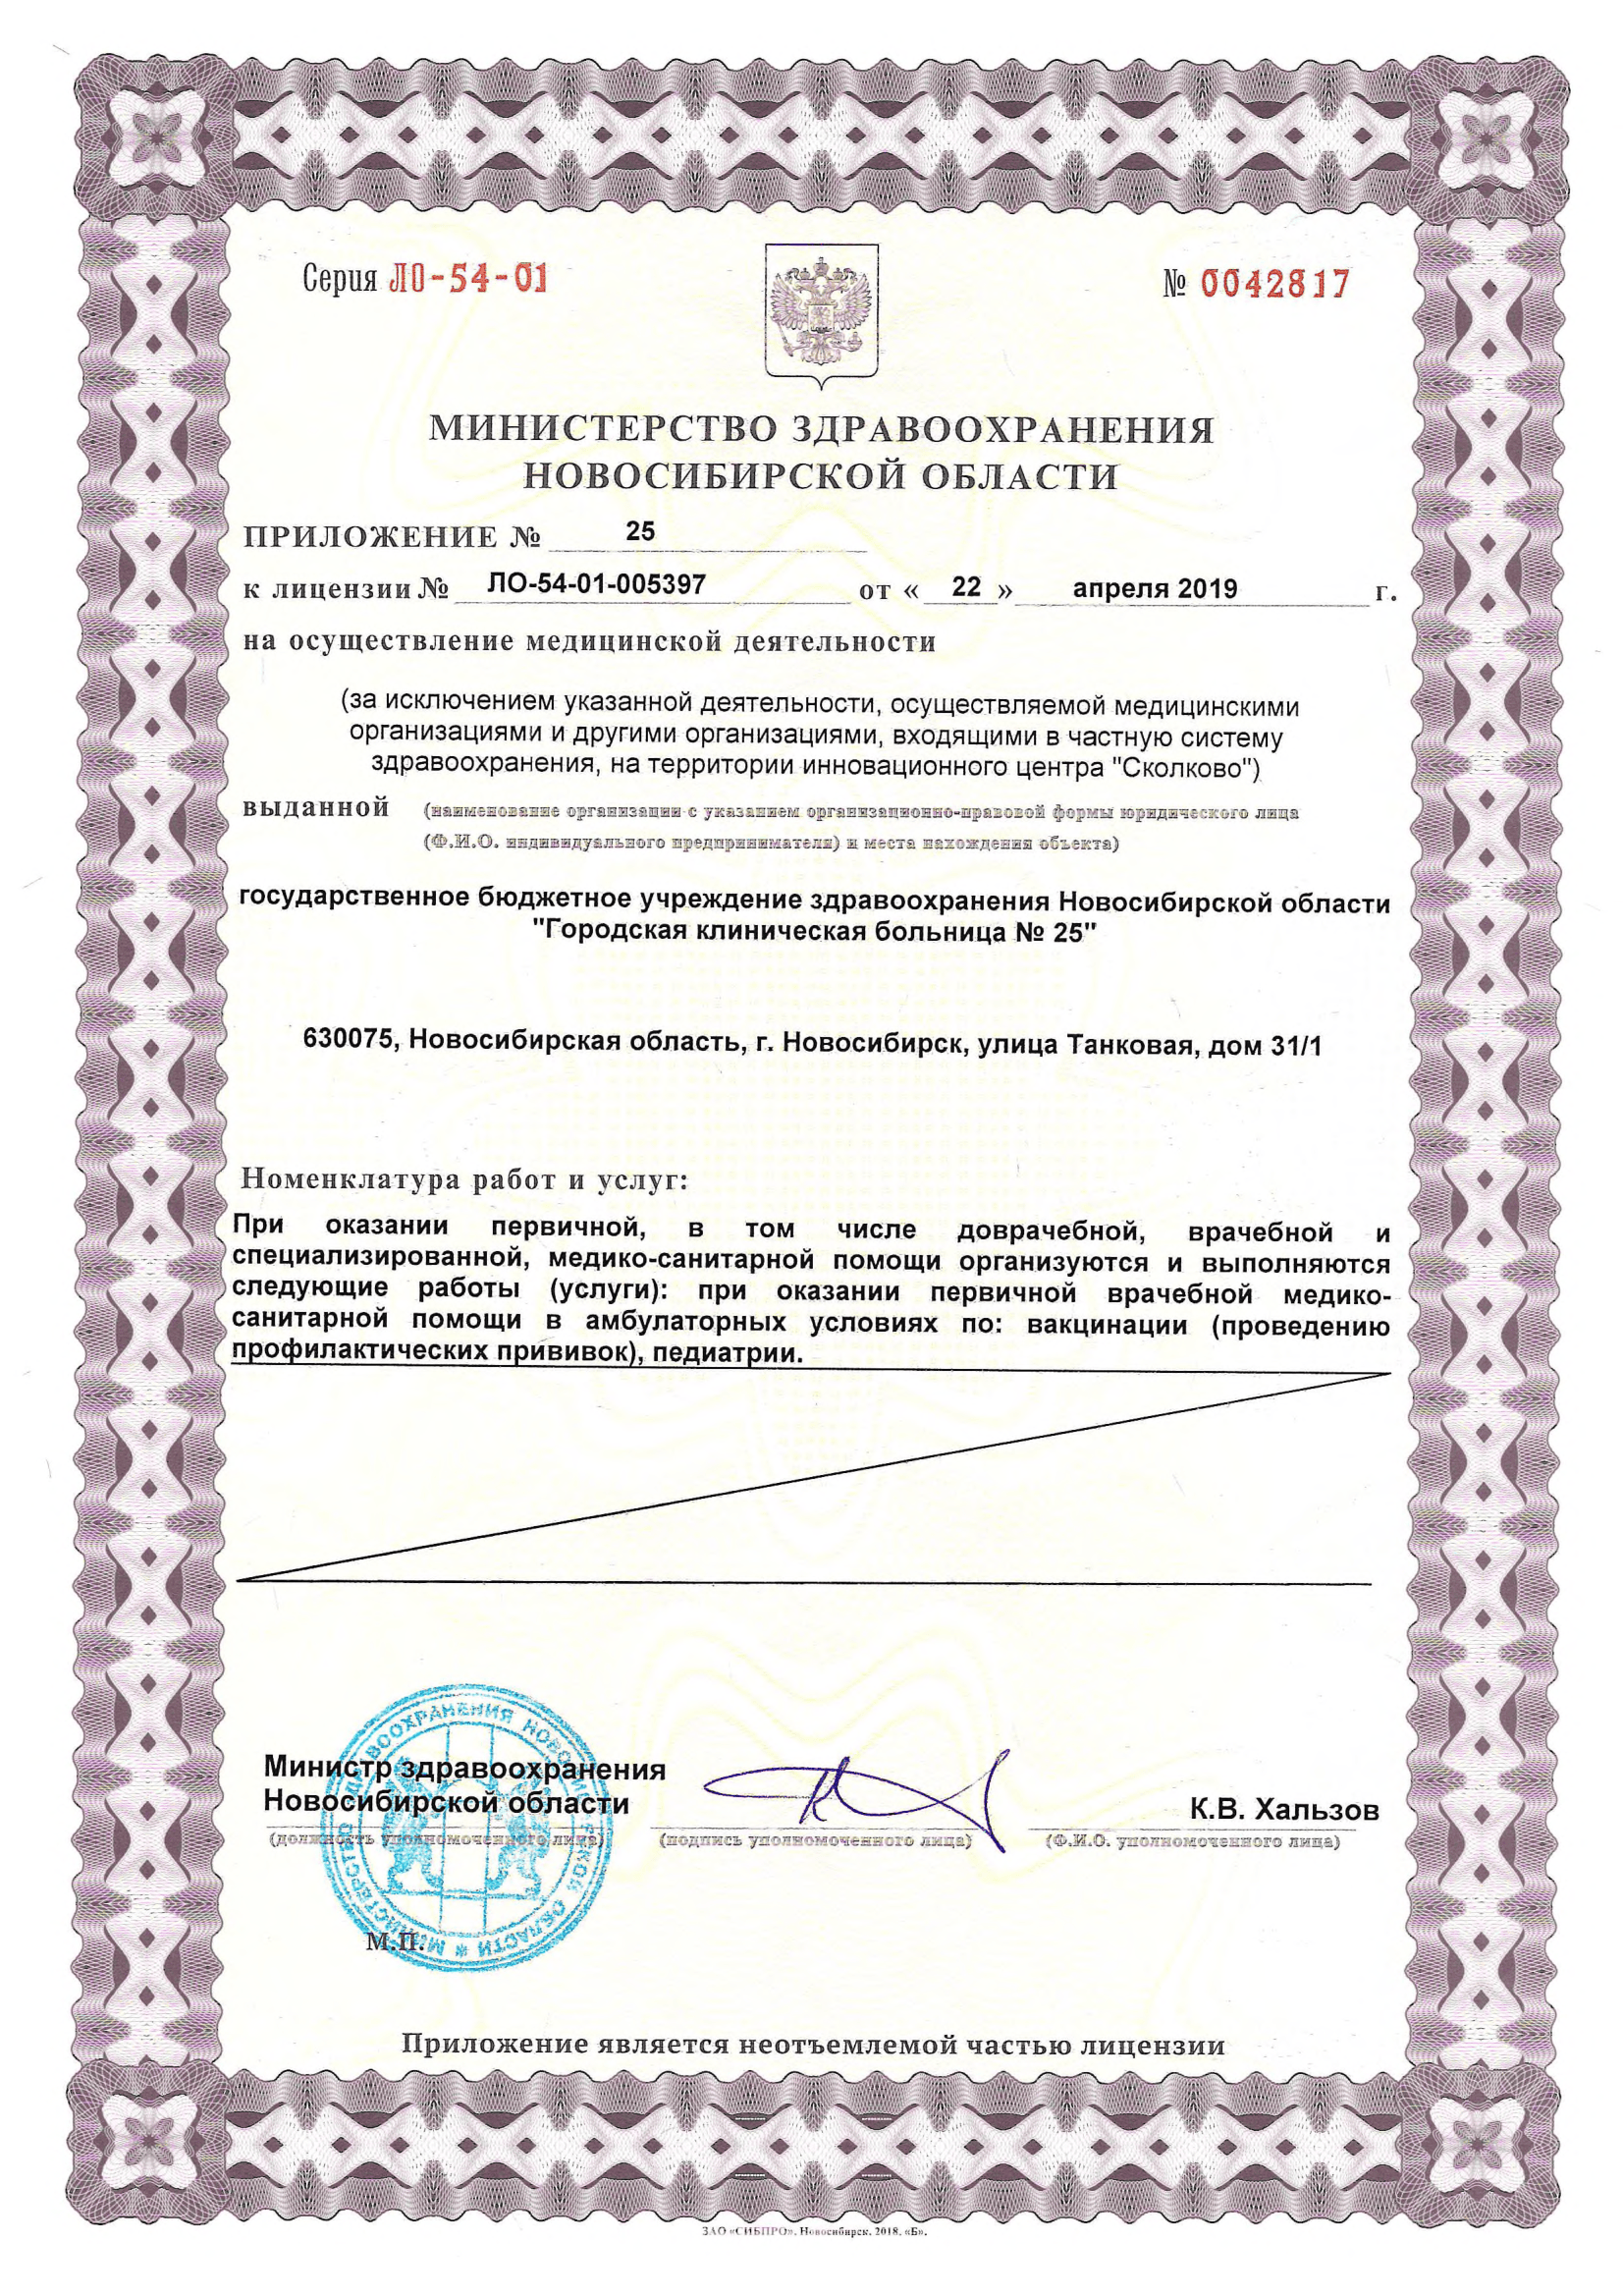 Серия ЛО-54-01
№ 0042817
МИНИСТЕРСТВО ЗДРАВООХРАНЕНИЯ
НОВОСИБИРСКОЙ ОБЛАСТИ
ПРИЛОЖЕНИЕ № 25
к лицензии № ЛО-54-01-005397 от « 22 » апреля 2019 г.
на осуществление медицинской деятельности
(за исключением указанной деятельности, осуществляемой медицинскими
организациями и другими организациями, входящими в частную систему
здравоохранения, на территории инновационного центра "Сколково")
выданной (наименование организации с указанием организационно-правовой формы юридического лица
(Ф.И.О. индивидуального предпринимателя) и места нахождения объекта)
государственное бюджетное учреждение здравоохранения Новосибирской области
"Городская клиническая больница № 25"
630075, Новосибирская область, г. Новосибирск, улица Танковая, дом 31/1
Номенклатура работ и услуг:
При оказании первичной, в том числе доврачебной, врачебной и
специализированной, медико-санитарной помощи организуются и выполняются
следующие работы (услуги): при оказании первичной врачебной медико-
санитарной помощи в амбулаторных условиях по: вакцинации (проведению
профилактических прививок), педиатрии.
Министр здравоохранения
Новосибирской области
К.В. Хальзов
(должность уполномоченного лица)
(подпись уполномоченного лица)
(Ф.И.О. уполномоченного лица)
МИНИСТЕРСТВО ЗДРАВООХРАНЕНИЯ НОВОСИБИРСКОЙ ОБЛАСТИ *
М.П.
Приложение является неотъемлемой частью лицензии
ЗАО «СИБПРО». Новосибирск. 2018. «Б».